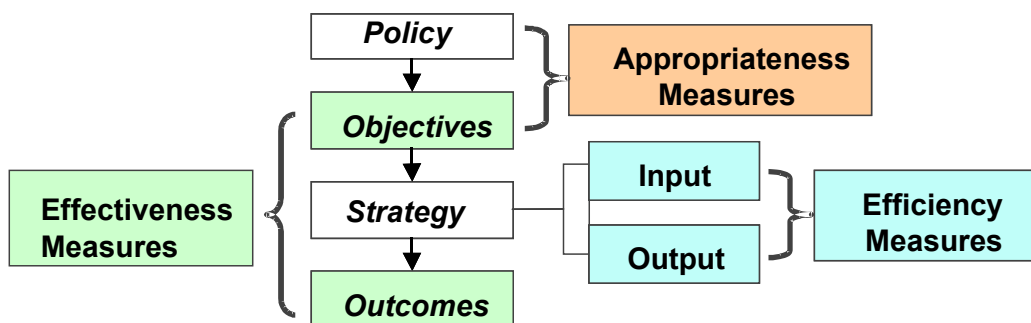 Policy
Appropriateness
Measures
Objectives
Input
Effectiveness
Measures
Strategy
Efficiency
Measures
Output
Outcomes